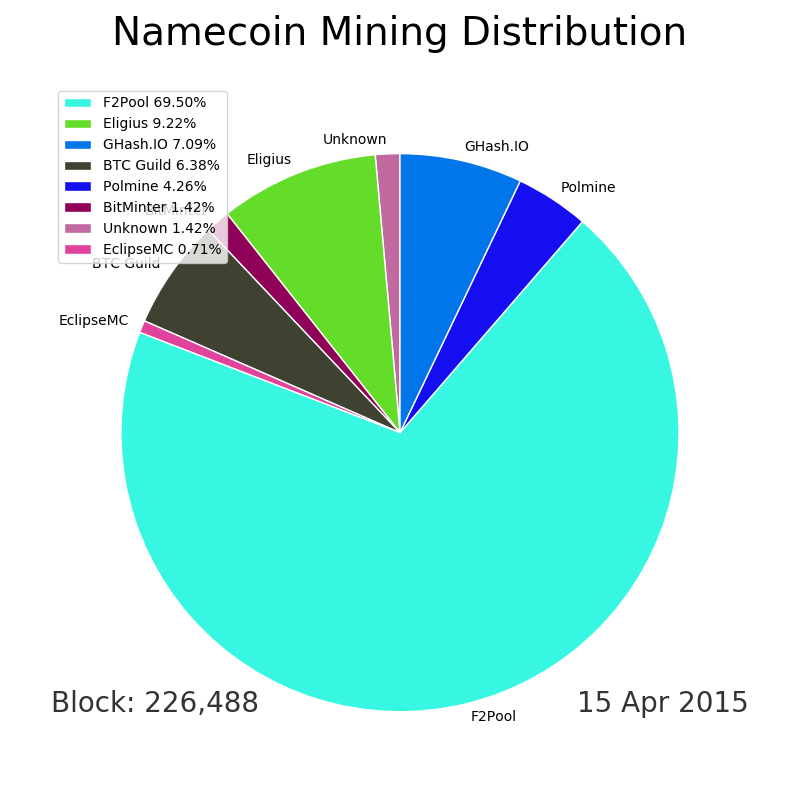 Namecoin Mining Distribution
F2Pool 69.50%
Eligius 9.22%
GHash.IO 7.09%
BTC Guild 6.38%
Polmine 4.26%
BitMinter 1.42%
Unknown 1.42%
EclipseMC 0.71%
Unknown
GHash.IO
Eligius
Polmine
BitMinter
BTC Guild
EclipseMC
F2Pool
Block: 226,488
15 Apr 2015